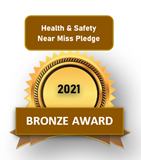 Health & Safety
Near Miss Pledge
2021
BRONZE AWARD